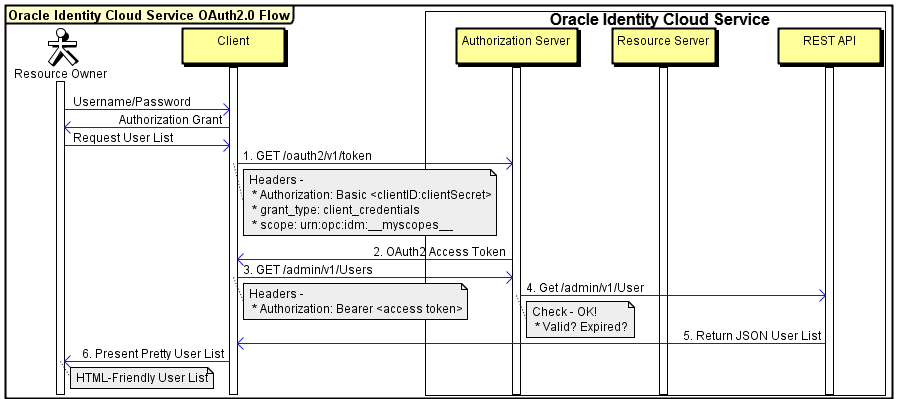 Oracle Identity Cloud Service OAuth2.0 Flow
Oracle Identity Cloud Service
Resource Owner
Client
Authorization Server
Resource Server
REST API
Username/Password
Authorization Grant
Request User List
1. GET /oauth2/v1/token
Headers -
* Authorization: Basic <clientID:clientSecret>
* grant_type: client_credentials
* scope: urn:opc:idm:__myscopes__
2. OAuth2 Access Token
3. GET /admin/v1/Users
Headers -
* Authorization: Bearer <access token>
4. Get /admin/v1/User
Check - OK!
* Valid? Expired?
5. Return JSON User List
6. Present Pretty User List
HTML-Friendly User List